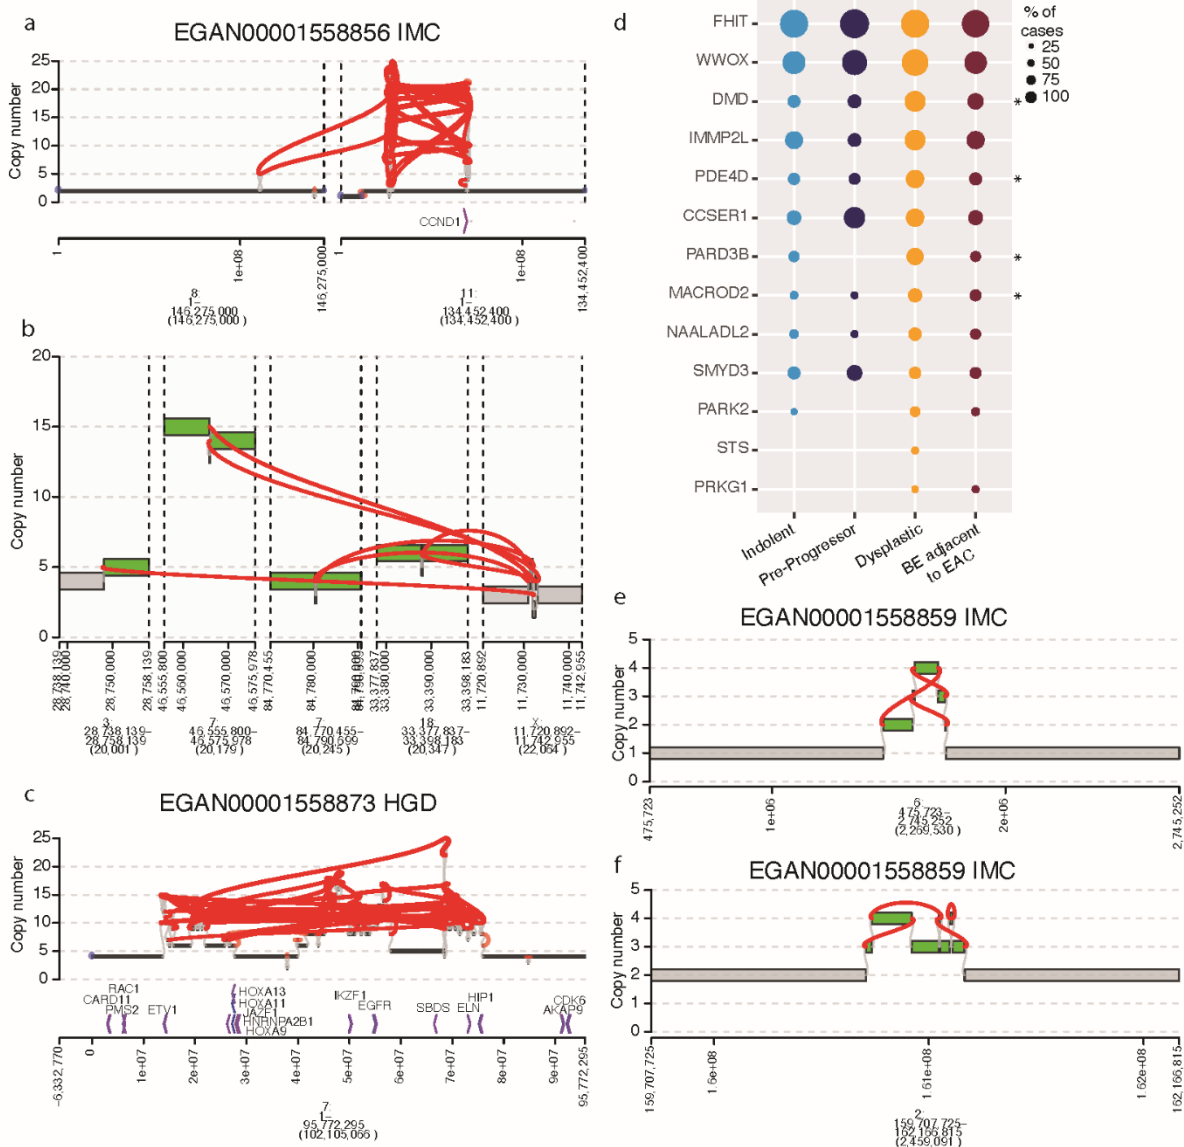 a
EGAN00001558856 IMC
Copy number
25
20
15
10
5
0
CCND1
1
1e+08
146,275,000
1
1e+08
134,452,400
8:
1–
146,275,000
(146,275,000 )
11:
1–
134,452,400
(134,452,400 )
b
Copy number
20
15
10
5
0
28,738,139
28,740,000
28,750,000
28,758,139
46,555,800
46,560,000
46,570,000
46,575,978
84,770,455
84,780,000
84,790,699
33,377,837
33,380,000
33,390,000
33,398,183
11,720,892
11,730,000
11,740,000
11,742,955
3:
28,738,139–
28,758,139
(20,001 )
7:
46,555,800–
46,575,978
(20,179 )
7:
84,770,455–
84,790,699
(20,245 )
18:
33,377,837–
33,398,183
(20,347 )
X:
11,720,892–
11,742,955
(22,064 )
c
EGAN00001558873 HGD
Copy number
25
20
15
10
5
0
RAC1
CARD11
PMS2
ETV1
HOXA13
HOXA11
JAZF1
HNRNPA2B1
HOXA9
IKZF1
EGFR
SBDS
HIP1
ELN
CDK6
AKAP9
−6,332,770
0
1e+07
2e+07
3e+07
4e+07
5e+07
6e+07
7e+07
8e+07
9e+07
95,772,295
7:
1–
95,772,295
(102,105,066 )
d
FHIT
WWOX
DMD
*
IMMP2L
PDE4D
*
CCSER1
PARD3B
*
MACROD2
*
NAALADL2
SMYD3
PARK2
STS
PRKG1
Indolent
Pre-Progressor
Dysplastic
BE adjacent
to EAC
% of
cases
25
50
75
100
e
EGAN00001558859 IMC
Copy number
5
4
3
2
1
0
475,723
1e+06
2e+06
2,745,252
6:
475,723–
2,745,252
(2,269,530 )
f
EGAN00001558859 IMC
Copy number
5
4
3
2
1
0
159,707,725
1.6e+08
1.61e+08
1.62e+08
162,166,815
2:
159,707,725–
162,166,815
(2,459,091 )